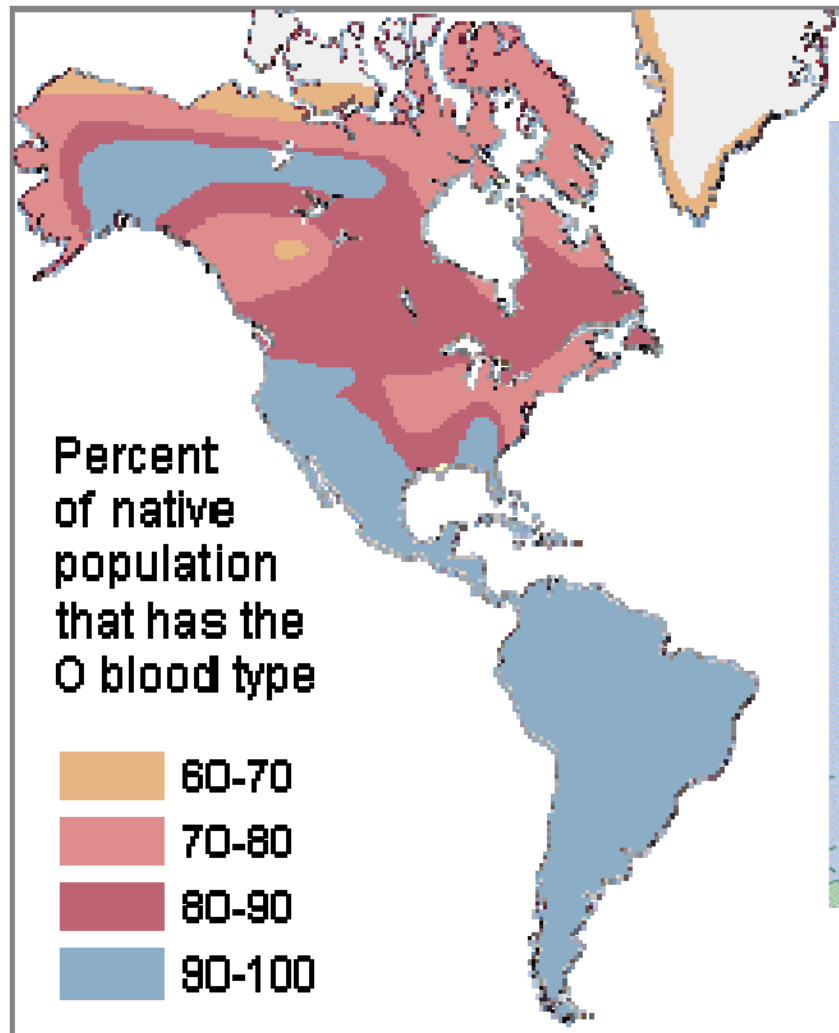 Percent
of native
population
that has the
O blood type
60-70
70-80
80-90
90-100